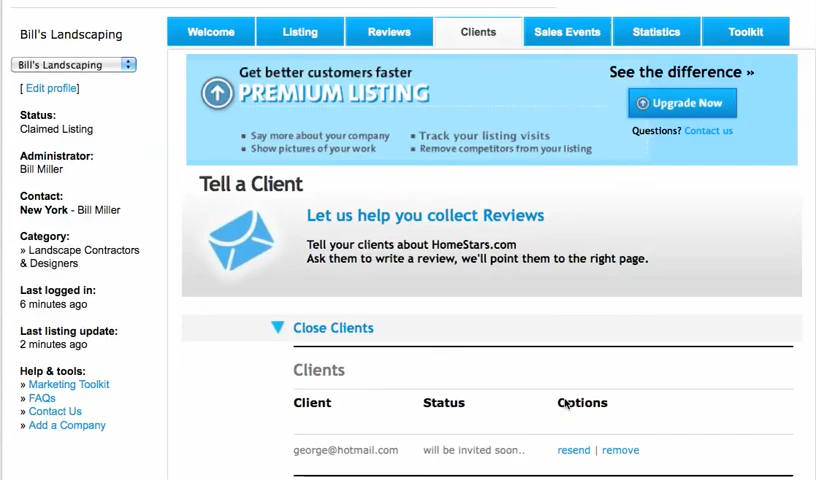 Bill's Landscaping
Welcome
Listing
Reviews
Clients
Sales Events
Statistics
Toolkit
Bill's Landscaping
[ Edit profile]
Status:
Claimed Listing
Administrator:
Bill Miller
Contact:
New York - Bill Miller
Category:
» Landscape Contractors
& Designers
Last logged in:
6 minutes ago
Last listing update:
2 minutes ago
Help & tools:
» Marketing Toolkit
» FAQs
» Contact Us
» Add a Company
Get better customers faster
PREMIUM LISTING
Say more about your company
Show pictures of your work
Track your listing visits
Remove competitors from your listing
See the difference »
Upgrade Now
Questions? Contact us
Tell a Client
Let us help you collect Reviews
Tell your clients about HomeStars.com
Ask them to write a review, we'll point them to the right page.
Close Clients
Clients
Client Status Options
george@hotmail.com will be invited soon.. resend | remove